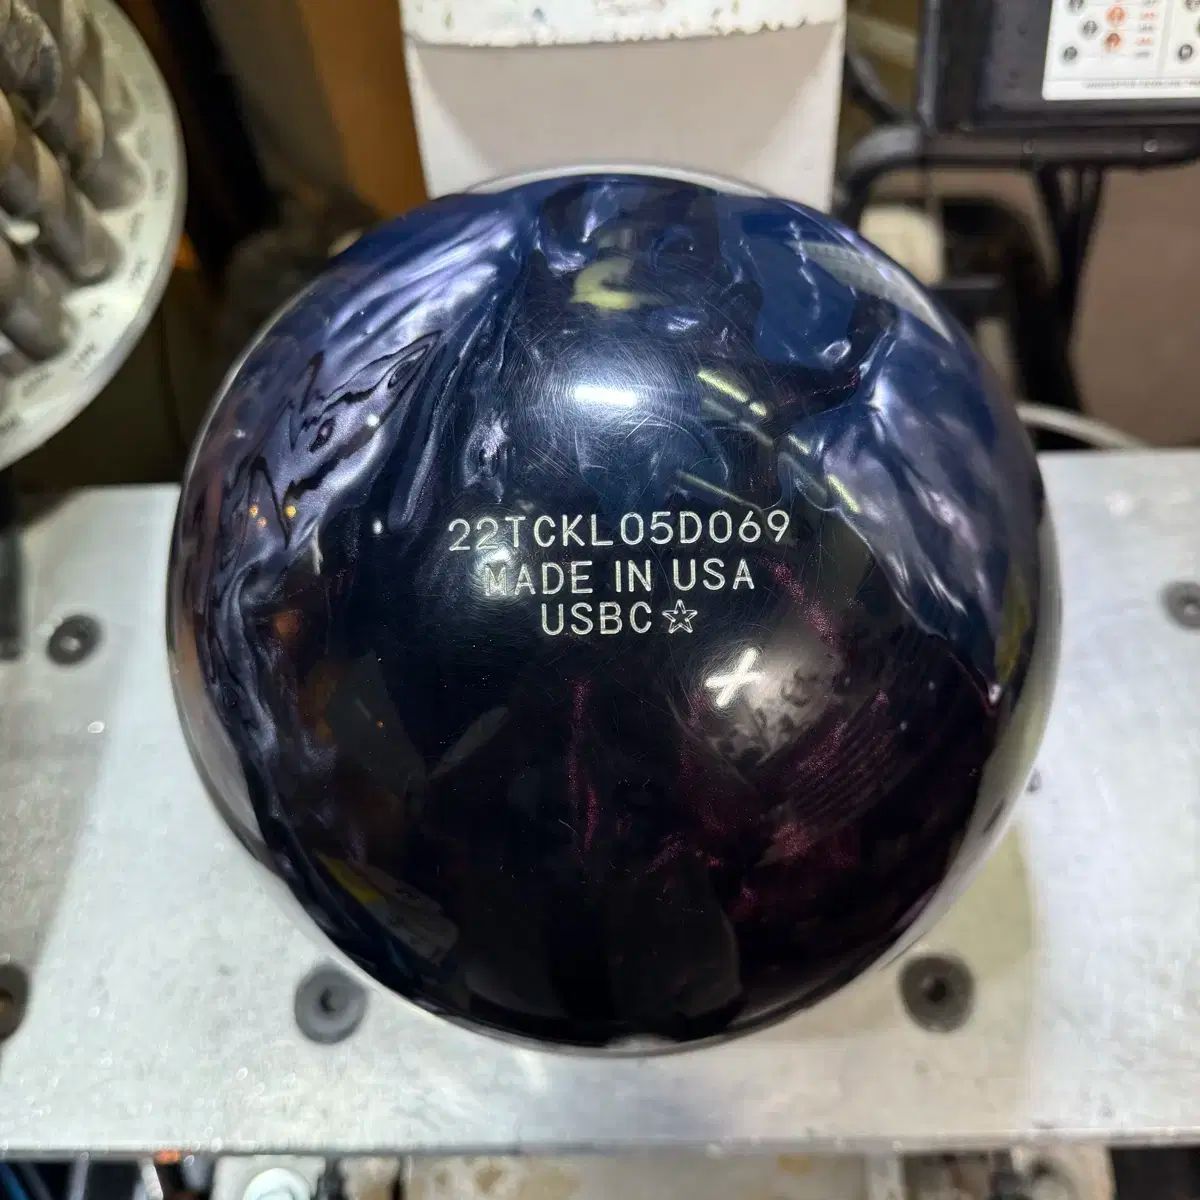 22TCKL05D069
MADE IN USA
USBC☆